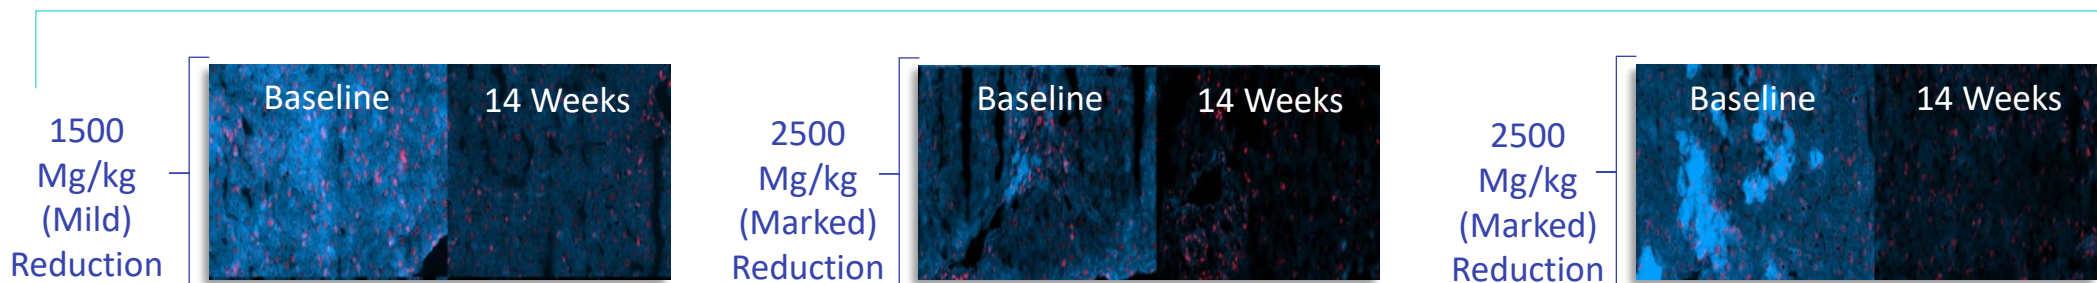 1500
Mg/kg
(Mild)
Reduction
Baseline
14 Weeks
2500
Mg/kg
(Marked)
Reduction
Baseline
14 Weeks
2500
Mg/kg
(Marked)
Reduction
Baseline
14 Weeks